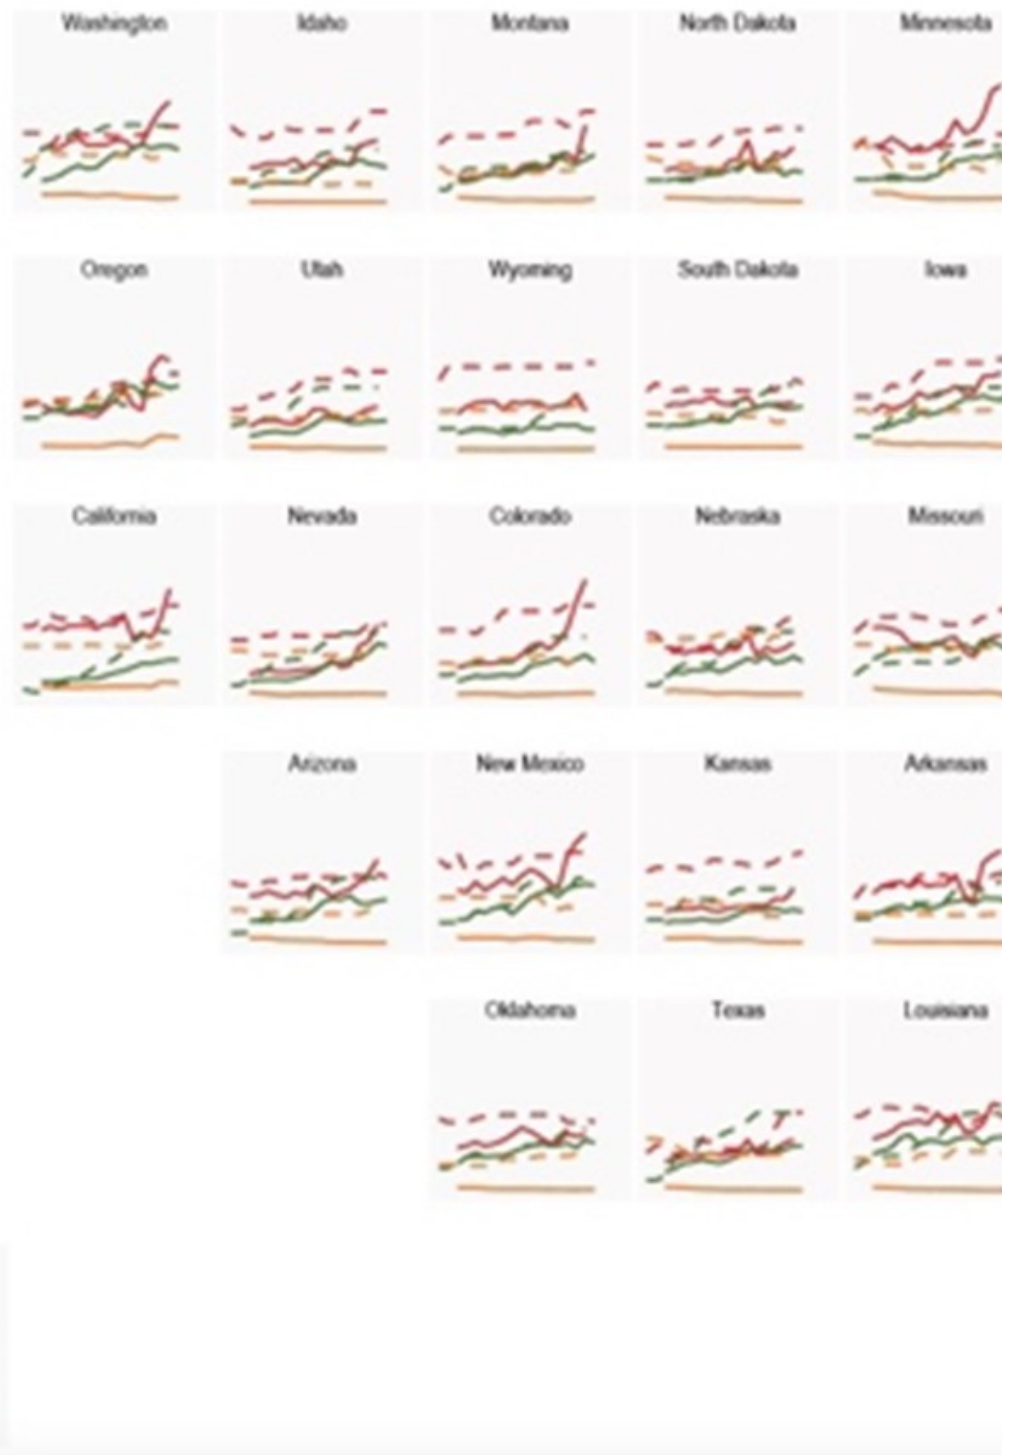 Washington Idaho Montana North Dakota Minnesota
Oregon Utah Wyoming South Dakota Iowa
California Nevada Colorado Nebraska Missouri
Arizona New Mexico Kansas Arkansas
Oklahoma Texas Louisiana